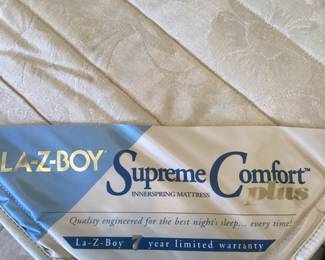 LA-Z-BOY
Supreme Comfort™
plus
INNERSPRING MATTRESS
Quality engineered for the best night's sleep... every time!
La-Z-Boy 7 year limited warranty